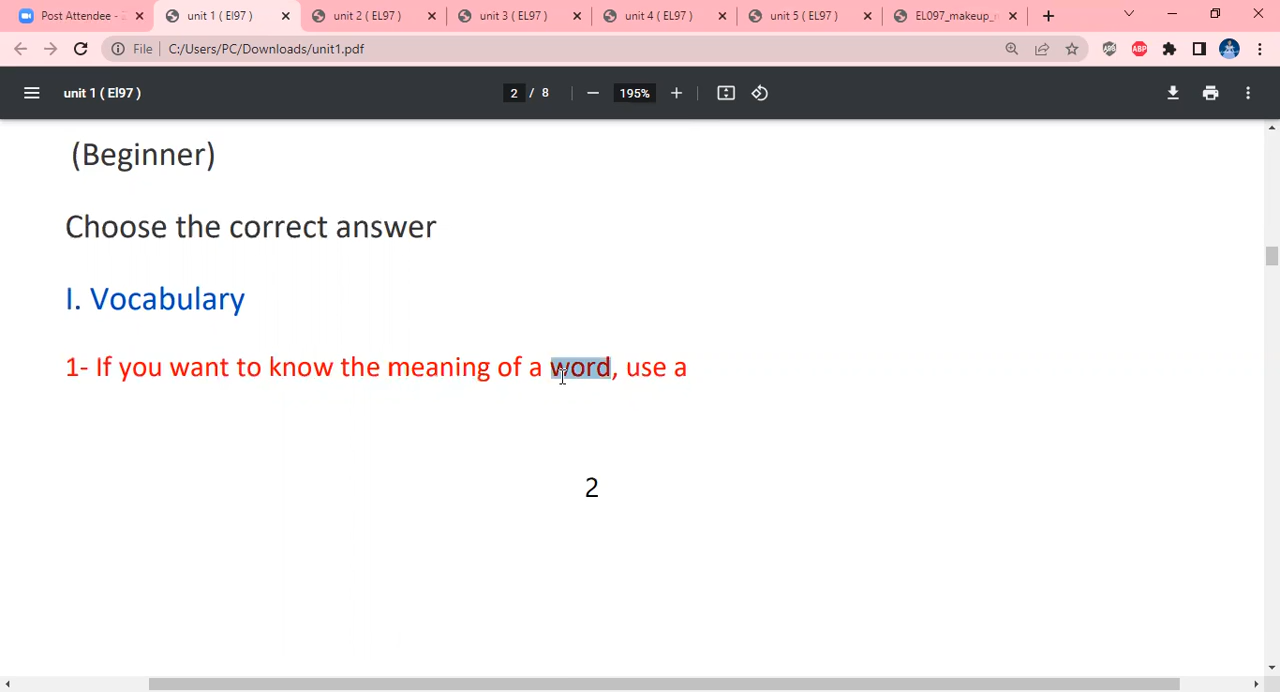 Post Attendee - Z
unit 1 ( El97 )
unit 2 ( EL97 )
unit 3 ( EL97 )
unit 4 ( EL97 )
unit 5 ( EL97 )
EL097_makeup_
File
C:/Users/PC/Downloads/unit1.pdf
unit 1 ( El97 )
2 / 8
195%
(Beginner)
Choose the correct answer
I. Vocabulary
1- If you want to know the meaning of a word, use a
2